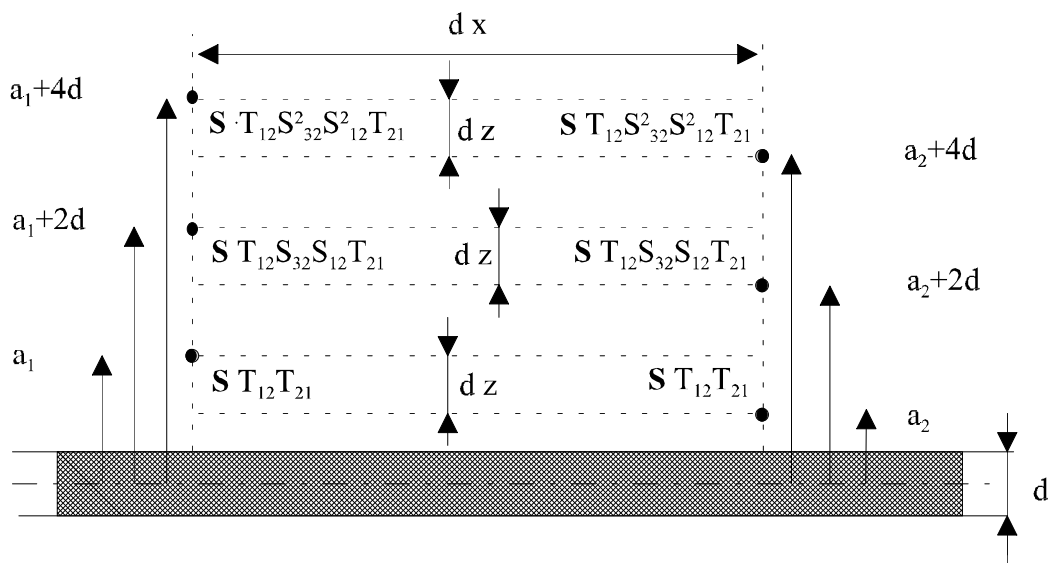 d x
a₁+4d
S ·T₁₂S²₃₂S²₁₂T₂₁
d z
S T₁₂S²₃₂S²₁₂T₂₁
a₂+4d
a₁+2d
S T₁₂S₃₂S₁₂T₂₁
d z
S T₁₂S₃₂S₁₂T₂₁
a₂+2d
a₁
S T₁₂T₂₁
d z
S T₁₂T₂₁
a₂
d